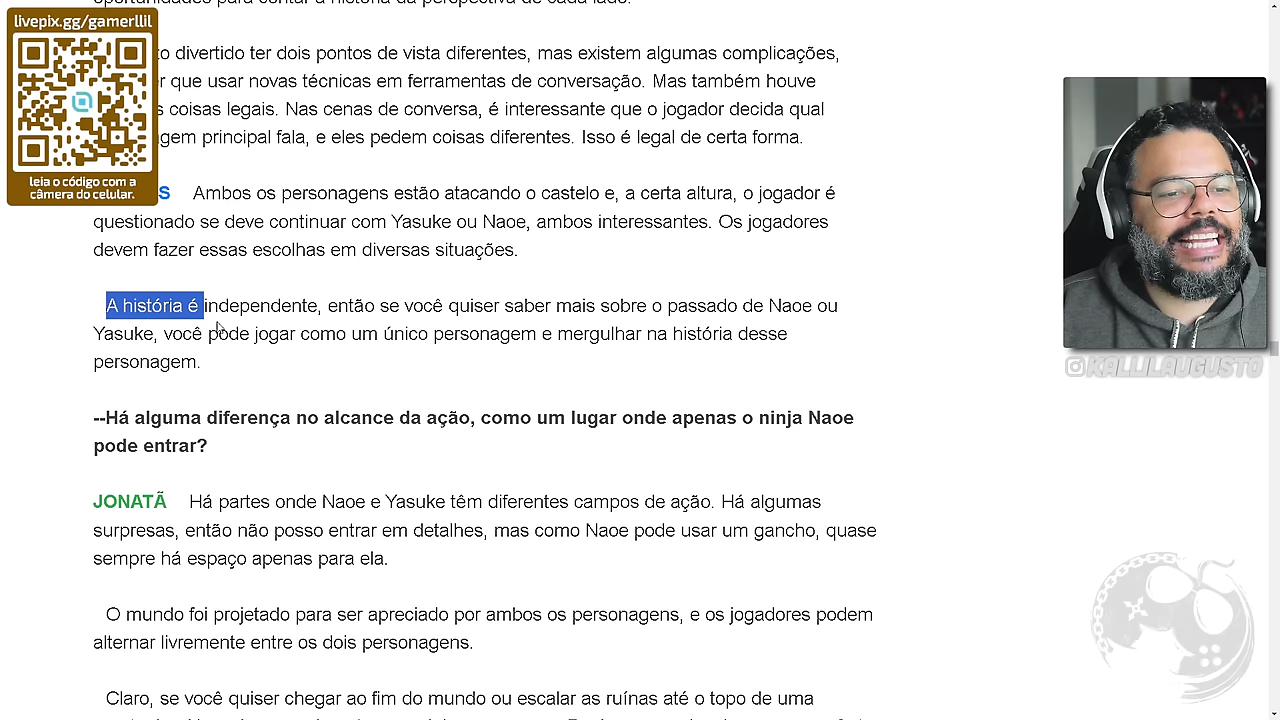 livepix.gg/gamerllil
leia o código com a
câmera do celular.
divertido ter dois pontos de vista diferentes, mas existem algumas complicações,
que usar novas técnicas em ferramentas de conversação. Mas também houve
coisas legais. Nas cenas de conversa, é interessante que o jogador decida qual
principal fala, e eles pedem coisas diferentes. Isso é legal de certa forma.
S Ambos os personagens estão atacando o castelo e, a certa altura, o jogador é
questionado se deve continuar com Yasuke ou Naoe, ambos interessantes. Os jogadores
devem fazer essas escolhas em diversas situações.
A história é independente, então se você quiser saber mais sobre o passado de Naoe ou
Yasuke, você pode jogar como um único personagem e mergulhar na história desse
personagem.
--Há alguma diferença no alcance da ação, como um lugar onde apenas o ninja Naoe
pode entrar?
JONATÃ Há partes onde Naoe e Yasuke têm diferentes campos de ação. Há algumas
surpresas, então não posso entrar em detalhes, mas como Naoe pode usar um gancho, quase
sempre há espaço apenas para ela.
O mundo foi projetado para ser apreciado por ambos os personagens, e os jogadores podem
alternar livremente entre os dois personagens.
Claro, se você quiser chegar ao fim do mundo ou escalar as ruínas até o topo de uma
KALLILAUGUSTO